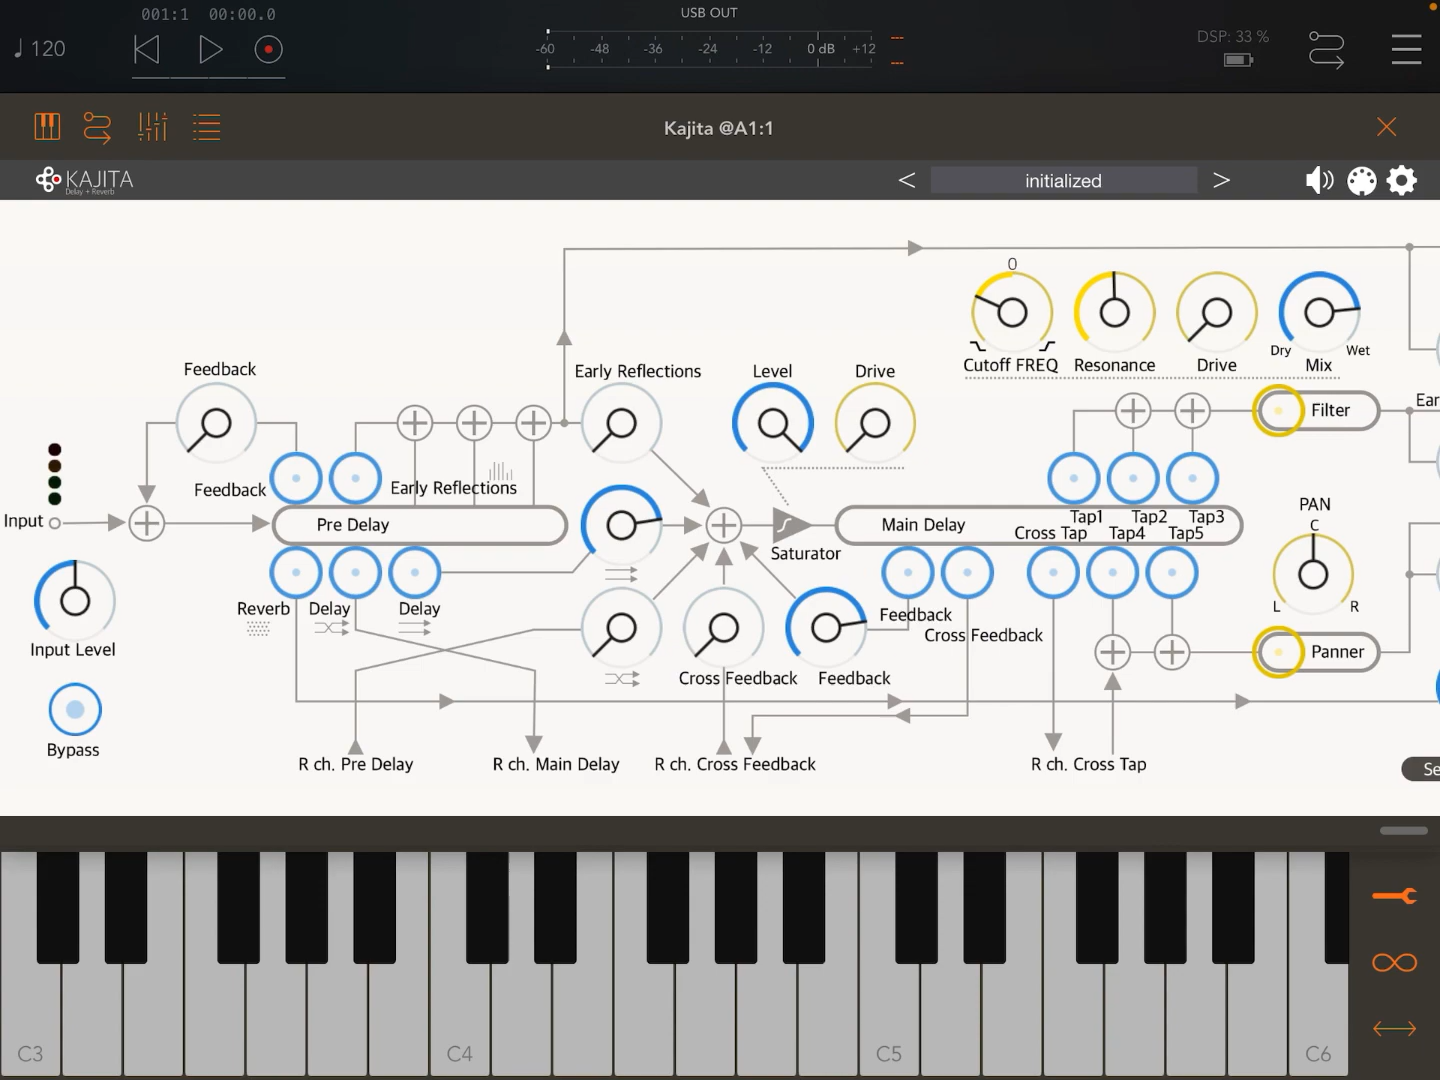 001:1 00:00.0
USB OUT
120
-60 -48 -36 -24 -12 0 dB +12
DSP: 33 %
Kajita @A1:1
KAJITA
Delay + Reverb
< initialized >
0
Dry Wet
Cutoff FREQ Resonance Drive Mix
Feedback
Early Reflections
Level
Drive
Filter
Ear
Feedback
Early Reflections
Input
Pre Delay
Main Delay
Tap1 Tap2 Tap3
Cross Tap Tap4 Tap5
PAN
C
L R
Saturator
Reverb Delay Delay
Feedback
Cross Feedback
Input Level
Panner
Cross Feedback Feedback
Bypass
R ch. Pre Delay
R ch. Main Delay
R ch. Cross Feedback
R ch. Cross Tap
Se
C3 C4 C5 C6